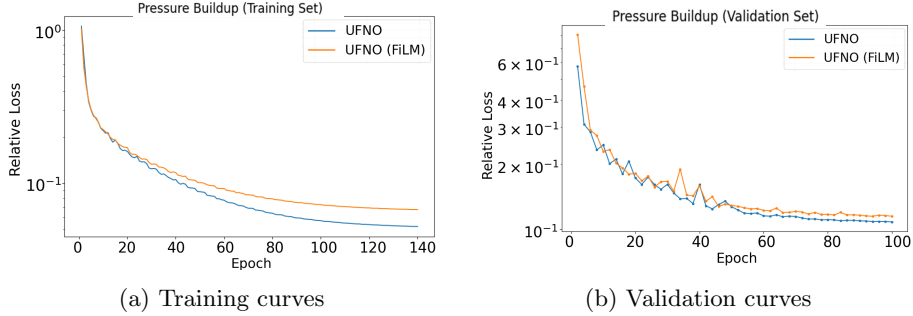 Pressure Buildup (Training Set)
10⁰
10⁻¹
Relative Loss
UFNO
UFNO (FiLM)
0 20 40 60 80 100 120 140
Epoch
(a) Training curves
Pressure Buildup (Validation Set)
6 × 10⁻¹
4 × 10⁻¹
3 × 10⁻¹
2 × 10⁻¹
10⁻¹
Relative Loss
UFNO
UFNO (FiLM)
0 20 40 60 80 100
Epoch
(b) Validation curves